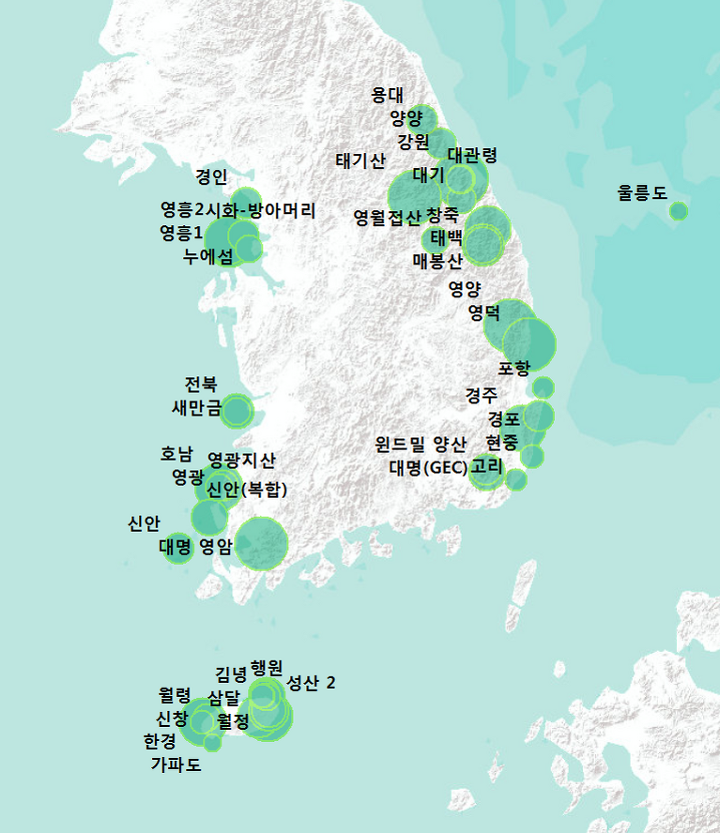 용대
양양
강원
대관령
태기산
대기
경인
울릉도
영흥2 시화-방아머리
영월접산 창죽
영흥1
태백
누에섬
매봉산
영양
영덕
포항
전북
경주
새만금
경포
윈드밀 양산
현중
호남
영광지산
대명(GEC) 고리
영광
신안(복합)
신안
대명 영암
행원
김녕
성산 2
월령
삼달
신창
월정
한경
가파도